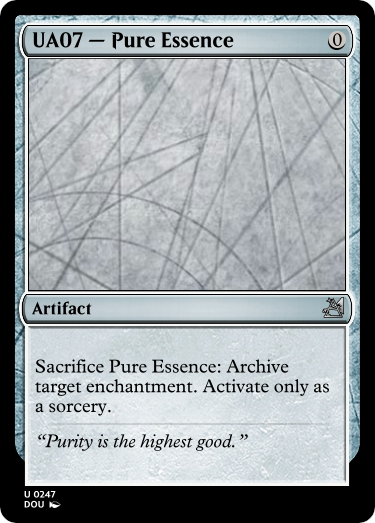 UA07 — Pure Essence
0
Artifact
Sacrifice Pure Essence: Archive
target enchantment. Activate only as
a sorcery.
“Purity is the highest good.”
U 0247
DOU